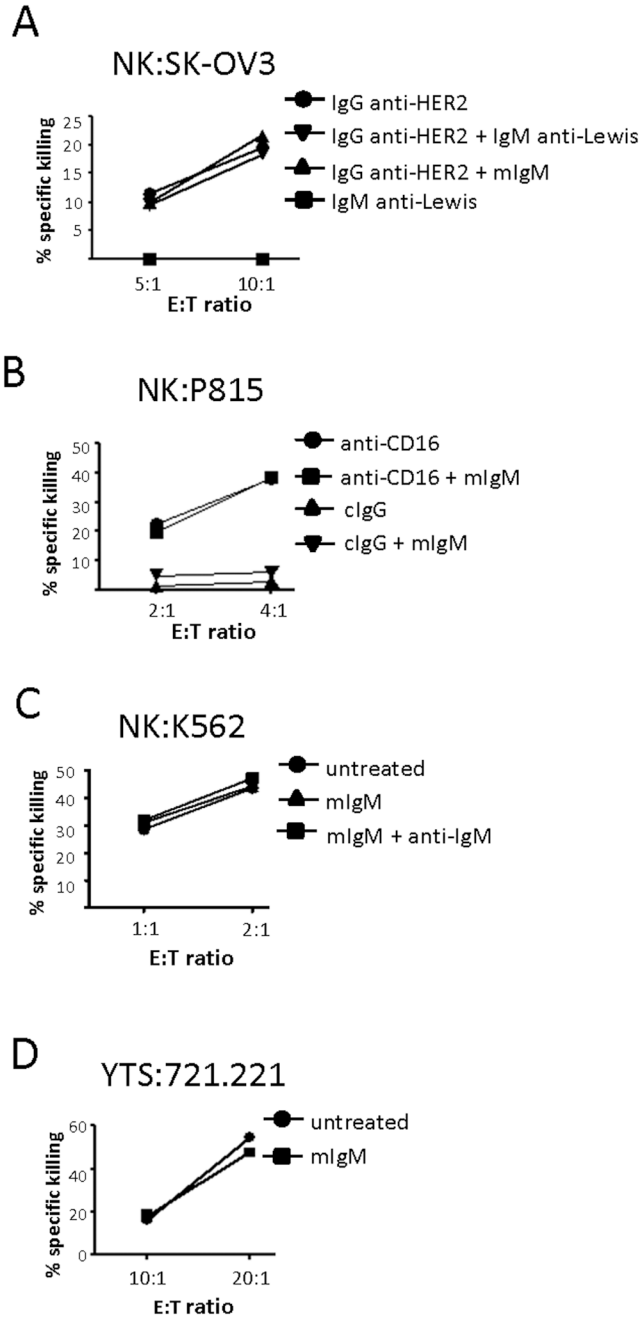 A
NK:SK-OV3
IgG anti-HER2
IgG anti-HER2 + IgM anti-Lewis
IgG anti-HER2 + mIgM
IgM anti-Lewis
% specific killing
25
20
15
10
5
5:1
10:1
E:T ratio
B
NK:P815
anti-CD16
anti-CD16 + mIgM
cIgG
cIgG + mIgM
% specific killing
50
40
30
20
10
2:1
4:1
E:T ratio
C
NK:K562
untreated
mIgM
mIgM + anti-IgM
% specific killing
50
40
30
20
10
1:1
2:1
E:T ratio
D
YTS:721.221
untreated
mIgM
% specific killing
60
40
20
0
10:1
20:1
E:T ratio